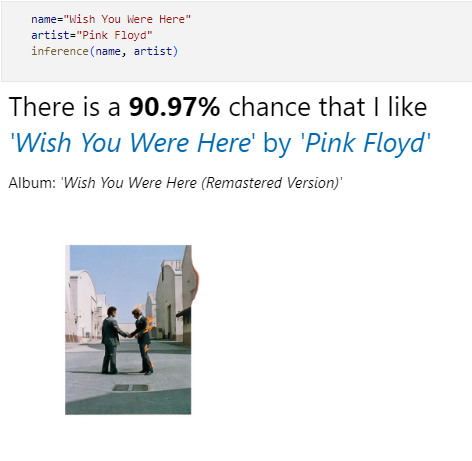 name="Wish You Were Here"
artist="Pink Floyd"
inference(name, artist)
There is a 90.97% chance that I like
'Wish You Were Here' by 'Pink Floyd'
Album: 'Wish You Were Here (Remastered Version)'